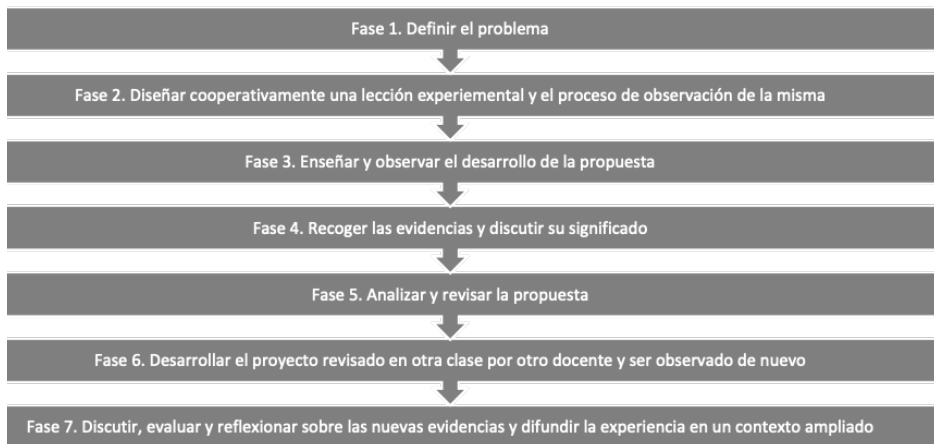 Fase 1. Definir el problema
Fase 2. Diseñar cooperativamente una lección experiemental y el proceso de observación de la misma
Fase 3. Enseñar y observar el desarrollo de la propuesta
Fase 4. Recoger las evidencias y discutir su significado
Fase 5. Analizar y revisar la propuesta
Fase 6. Desarrollar el proyecto revisado en otra clase por otro docente y ser observado de nuevo
Fase 7. Discutir, evaluar y reflexionar sobre las nuevas evidencias y difundir la experiencia en un contexto ampliado